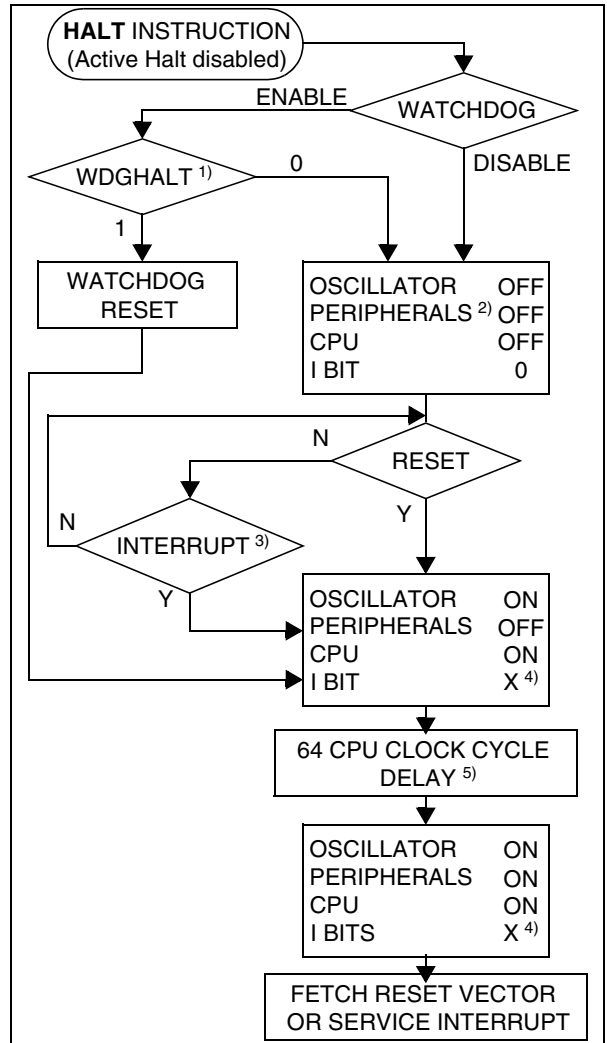 HALT INSTRUCTION
(Active Halt disabled)
ENABLE
WATCHDOG
WDGHALT 1)
0
DISABLE
1
WATCHDOG
RESET
OSCILLATOR OFF
PERIPHERALS 2) OFF
CPU OFF
I BIT 0
N
RESET
N
Y
INTERRUPT 3)
Y
OSCILLATOR ON
PERIPHERALS OFF
CPU ON
I BIT X 4)
64 CPU CLOCK CYCLE
DELAY 5)
OSCILLATOR ON
PERIPHERALS ON
CPU ON
I BITS X 4)
FETCH RESET VECTOR
OR SERVICE INTERRUPT